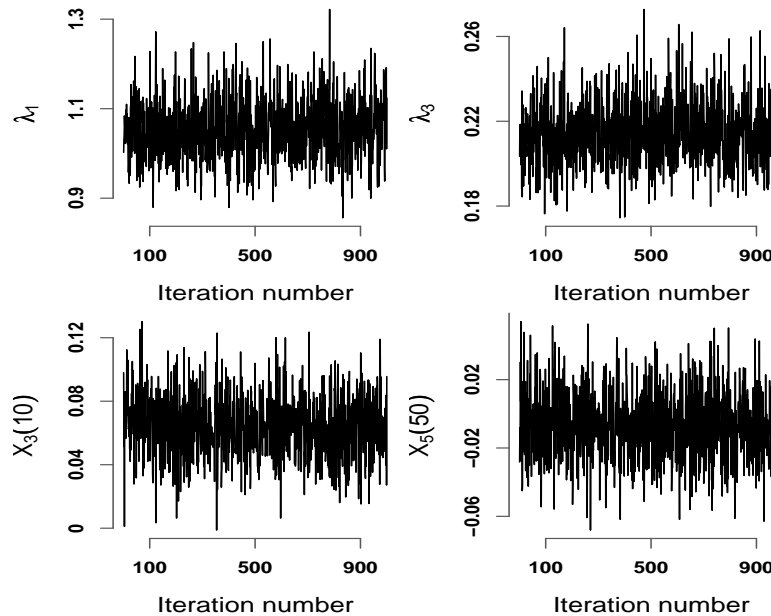 λ1
1.3
1.1
0.9
100 500 900
Iteration number
λ3
0.26
0.22
0.18
100 500 900
Iteration number
X3(10)
0.12
0.08
0.04
0
100 500 900
Iteration number
X5(50)
0.02
−0.02
−0.06
100 500 900
Iteration number